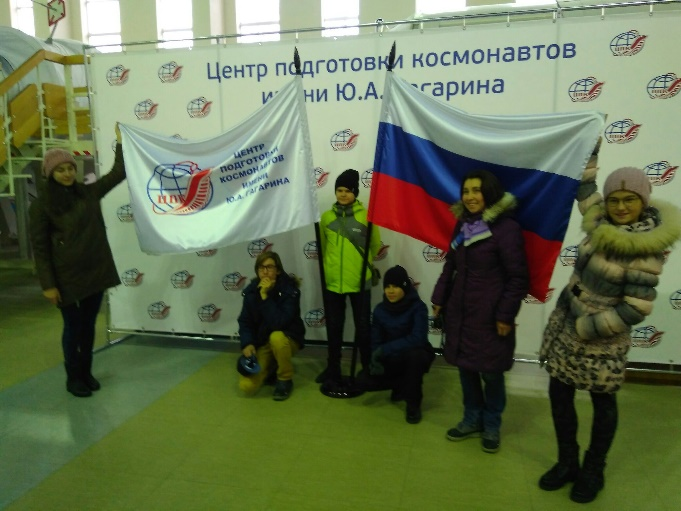 Центр подготовки космонавтов
имени Ю.А. Гагарина
ЦЕНТР
ПОДГОТОВКИ
КОСМОНАВТОВ
ИМЕНИ
Ю.А. ГАГАРИНА
ЦПК